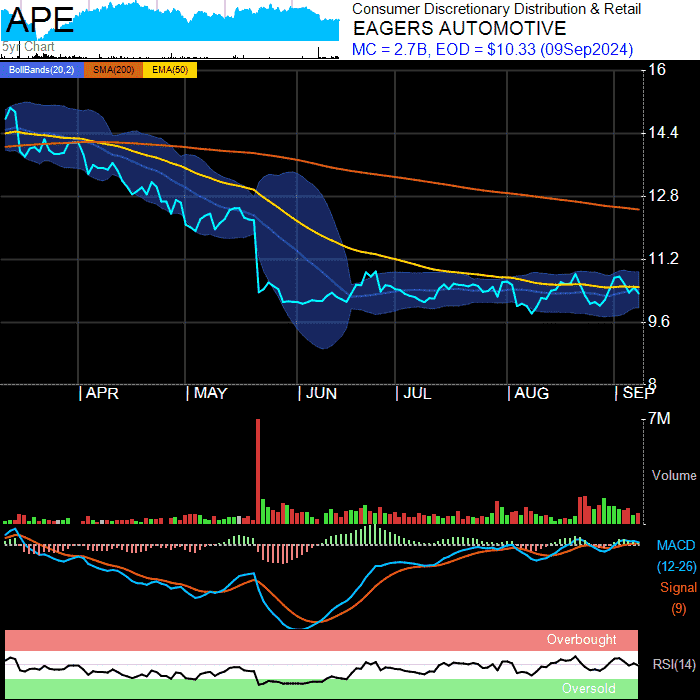 APE
5yr Chart
Consumer Discretionary Distribution & Retail
EAGERS AUTOMOTIVE
MC = 2.7B, EOD = $10.33 (09Sep2024)
BollBands(20,2) SMA(200) EMA(50)
16
14.4
12.8
11.2
9.6
8
APR MAY JUN JUL AUG SEP
7M
Volume
MACD
(12-26)
Signal
(9)
Overbought
RSI(14)
Oversold